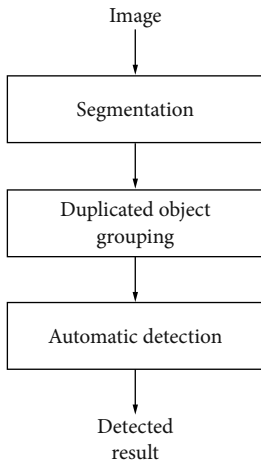 Image
Segmentation
Duplicated object
grouping
Automatic detection
Detected
result